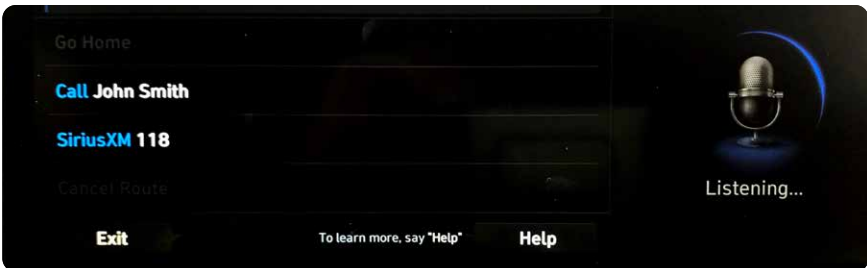 Go Home
Call John Smith
SiriusXM 118
Cancel Route
Listening...
Exit
To learn more, say "Help"
Help